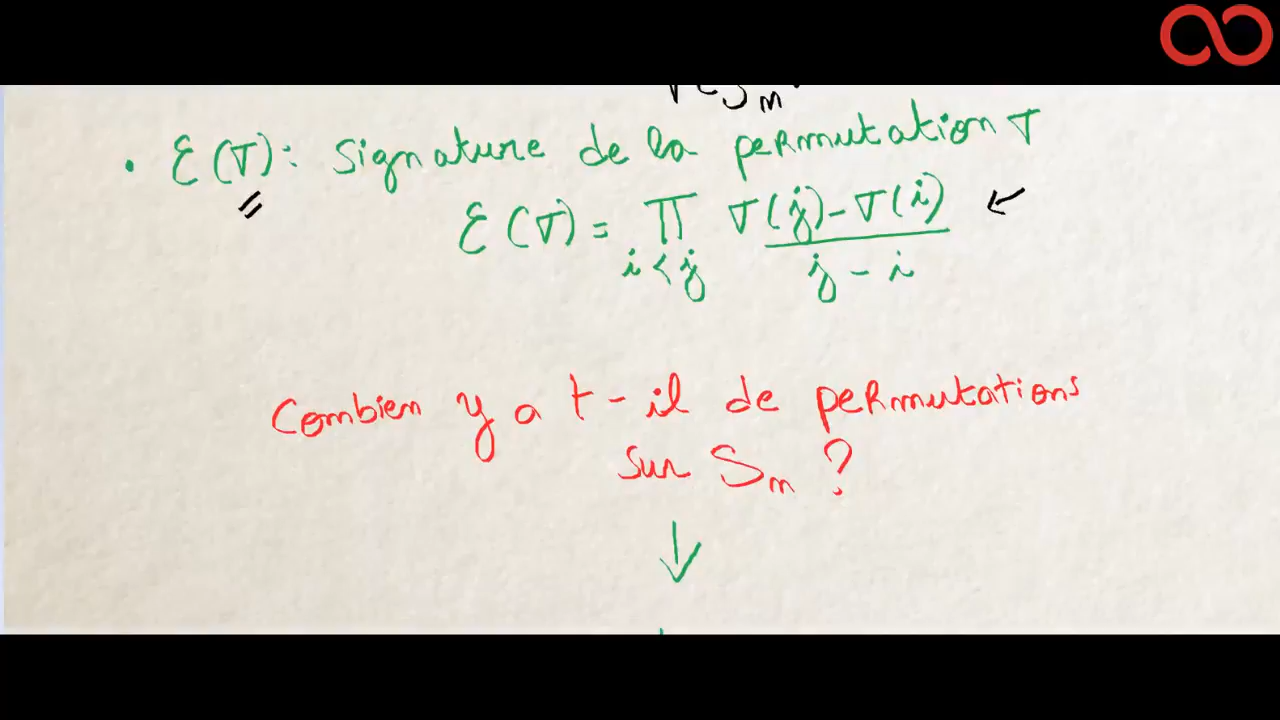 • ε(σ): Signature de la permutation σ
ε(σ) = ∏ σ(j) - σ(i)
i < j j - i
Combien y a t-il de permutations
sur Sn ?